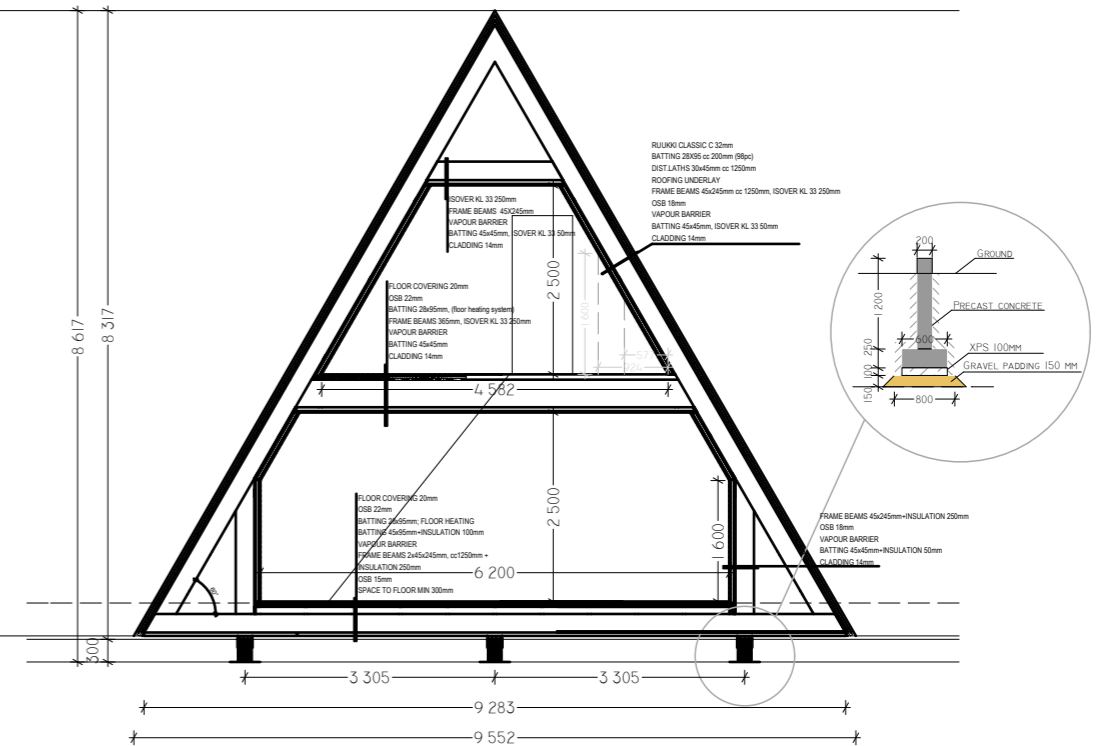 RUUKKI CLASSIC C 32mm
BATTING 28X95 cc 200mm (98pc)
DIST.LATHS 30x45mm cc 1250mm
ROOFING UNDERLAY
FRAME BEAMS 45x245mm cc 1250mm, ISOVER KL 33 250mm
OSB 18mm
VAPOUR BARRIER
BATTING 45x45mm, ISOVER KL 33 50mm
CLADDING 14mm
ISOVER KL 33 250mm
FRAME BEAMS 45X245mm
VAPOUR BARRIER
BATTING 45x45mm, ISOVER KL 33 50mm
CLADDING 14mm
FLOOR COVERING 20mm
OSB 22mm
BATTING 28x95mm, (floor heating system)
FRAME BEAMS 365mm, ISOVER KL 33 250mm
VAPOUR BARRIER
BATTING 45x45mm
CLADDING 14mm
2 500
1 600
577
924
4 582
8 617
8 317
300
200
GROUND
1 200
PRECAST CONCRETE
600
250
XPS 100MM
100
GRAVEL PADDING 150 MM
150
800
FLOOR COVERING 20mm
OSB 22mm
BATTING 28x95mm; FLOOR HEATING
BATTING 45x95mm+INSULATION 100mm
VAPOUR BARRIER
FRAME BEAMS 2x45x245mm, cc1250mm +
INSULATION 250mm
OSB 15mm
SPACE TO FLOOR MIN 300mm
2 500
1 600
6 200
60°
FRAME BEAMS 45x245mm+INSULATION 250mm
OSB 18mm
VAPOUR BARRIER
BATTING 45x45mm+INSULATION 50mm
CLADDING 14mm
3 305
3 305
9 283
9 552